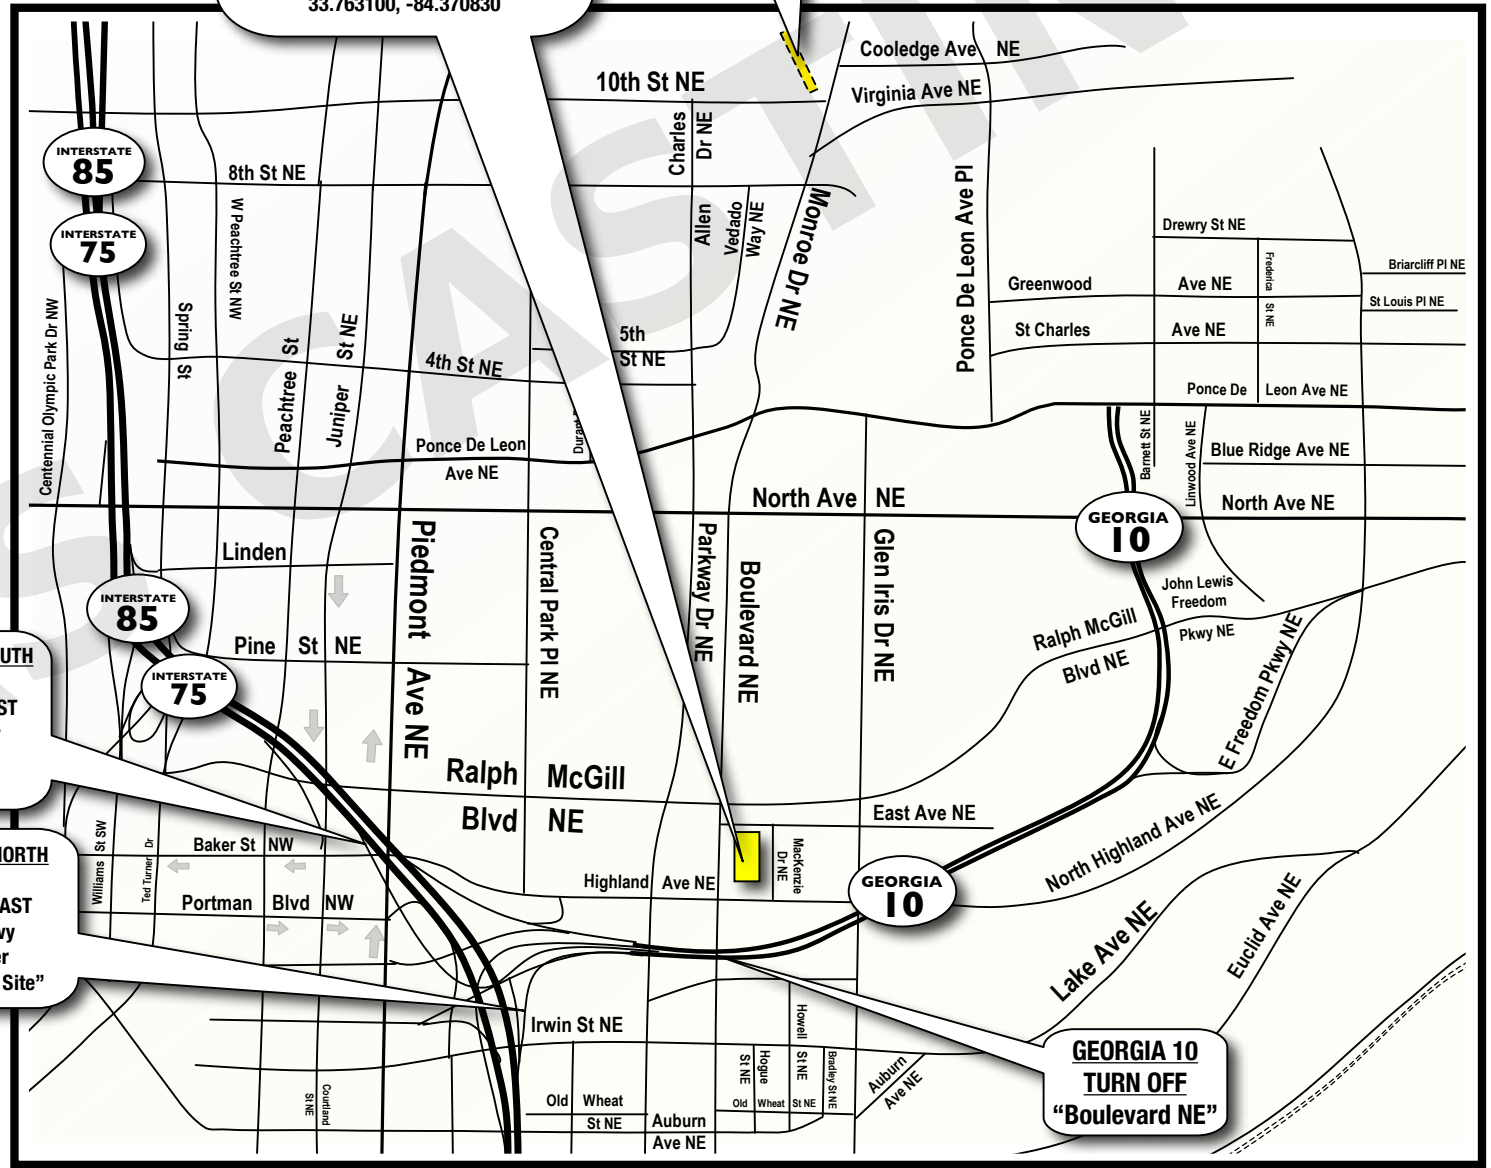 33.763100, -84.370830
Cooledge Ave NE
10th St NE
Virginia Ave NE
Charles
Dr NE
INTERSTATE
85
8th St NE
W Peachtree St NW
Allen
Vedado
Way NE
Monroe Dr NE
Ponce De Leon Ave Pl
Drewry St NE
INTERSTATE
75
Frederica
St NE
Briarcliff Pl NE
Greenwood Ave NE
St Louis Pl NE
Centennial Olympic Park Dr NW
Spring St
Peachtree St
Juniper St NE
5th
St NE
St Charles Ave NE
4th St NE
Ponce De Leon Ave NE
Ponce De Leon
Ave NE
Barnett St NE
Linwood Ave NE
Blue Ridge Ave NE
North Ave NE
North Ave NE
GEORGIA
10
Linden
Piedmont
Ave NE
Central Park Pl NE
Parkway Dr NE
Boulevard NE
Glen Iris Dr NE
John Lewis
Freedom
Pkwy NE
INTERSTATE
85
Pine St NE
Ralph McGill
Blvd NE
E Freedom Pkwy NE
INTERSTATE
75
UTH
ST
Ralph McGill
Blvd NE
East Ave NE
North Highland Ave NE
Williams St SW
Ted Turner Dr
Baker St NW
MacKenzie
Dr NE
Highland Ave NE
GEORGIA
10
Portman Blvd NW
ORTH
AST
wy
er
Site”
Lake Ave NE
Euclid Ave NE
Irwin St NE
Howell
St NE
Hogue
St NE
Bradley St NE
Auburn
Ave NE
GEORGIA 10
TURN OFF
“Boulevard NE”
Courtland
St NE
Old Wheat
St NE
Old Wheat St NE
Auburn
Ave NE
S CASTIN